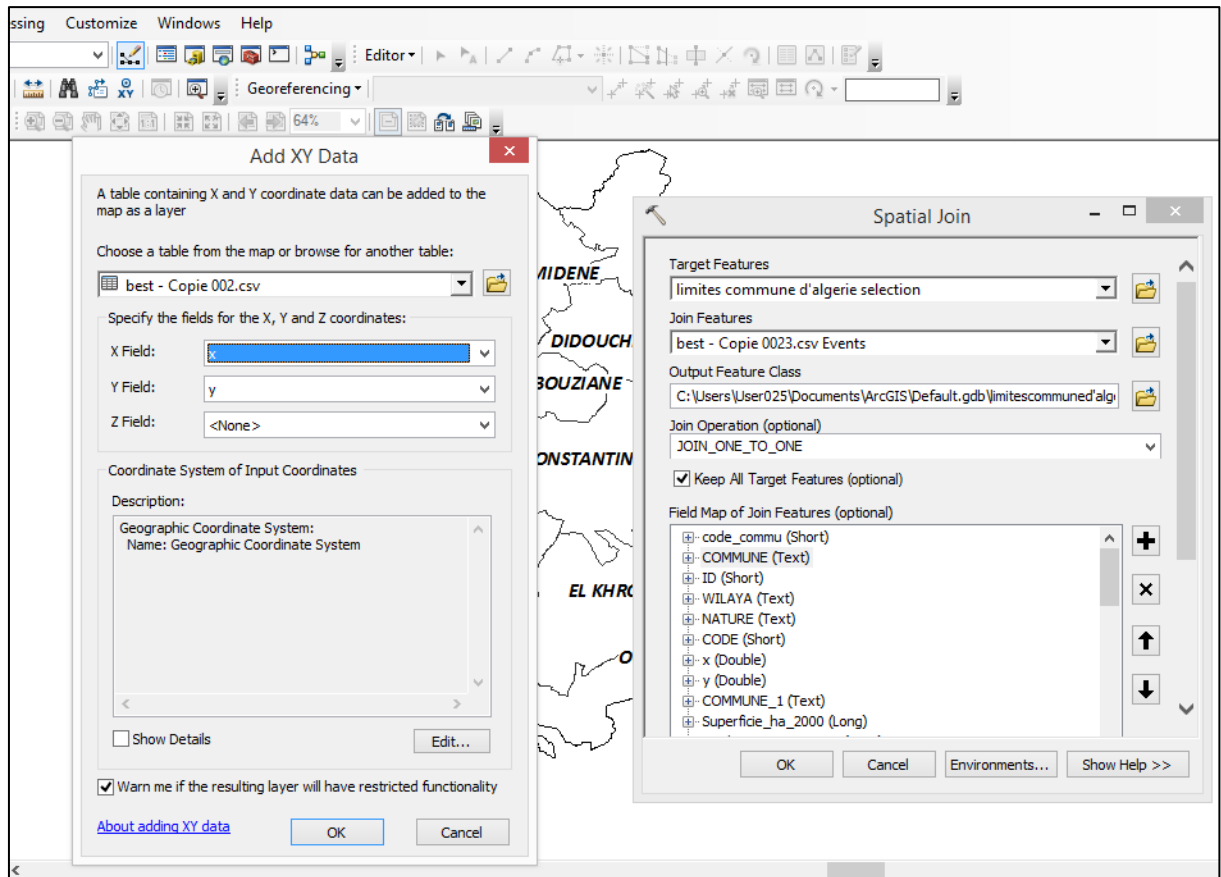 ssing Customize Windows Help
Editor
Georeferencing
64%
Add XY Data
A table containing X and Y coordinate data can be added to the
map as a layer
Choose a table from the map or browse for another table:
best - Copie 002.csv
Specify the fields for the X, Y and Z coordinates:
X Field: x
Y Field: y
Z Field: <None>
Coordinate System of Input Coordinates
Description:
Geographic Coordinate System:
Name: Geographic Coordinate System
Show Details
Edit...
Warn me if the resulting layer will have restricted functionality
About adding XY data
OK
Cancel
MIDENE
DIDOUCH
BOUZIANE
ONSTANTIN
EL KHRO
O
Spatial Join
Target Features
limites commune d'algerie selection
Join Features
best - Copie 0023.csv Events
Output Feature Class
C:\Users\User025\Documents\ArcGIS\Default.gdb\limitescommuned'alg
Join Operation (optional)
JOIN_ONE_TO_ONE
Keep All Target Features (optional)
Field Map of Join Features (optional)
code_commu (Short)
COMMUNE (Text)
ID (Short)
WILAYA (Text)
NATURE (Text)
CODE (Short)
x (Double)
y (Double)
COMMUNE_1 (Text)
Superficie_ha_2000 (Long)
OK
Cancel
Environments...
Show Help >>